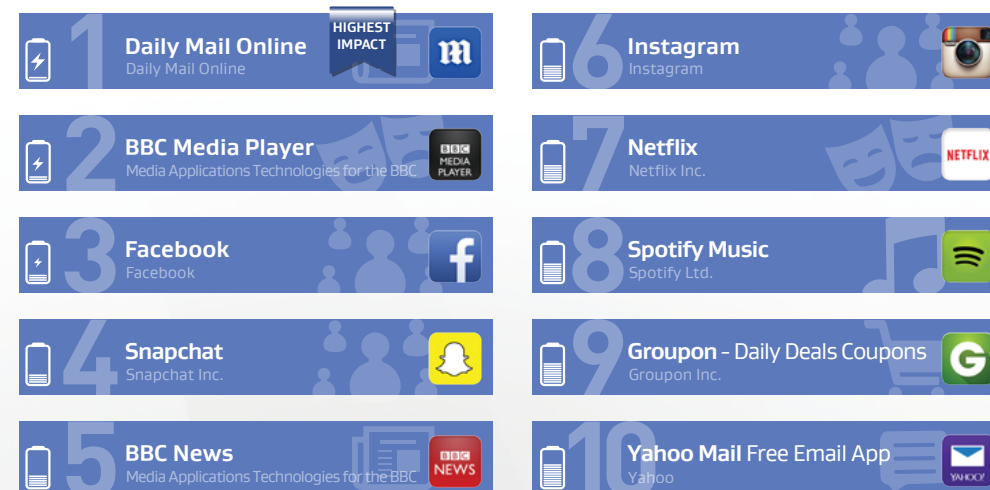 1
Daily Mail Online
Daily Mail Online
HIGHEST
IMPACT
m
2
BBC Media Player
Media Applications Technologies for the BBC
BBC
MEDIA
PLAYER
3
Facebook
Facebook
f
4
Snapchat
Snapchat Inc.
5
BBC News
Media Applications Technologies for the BBC
BBC
NEWS
6
Instagram
Instagram
7
Netflix
Netflix Inc.
NETFLIX
8
Spotify Music
Spotify Ltd.
9
Groupon - Daily Deals Coupons
Groupon Inc.
G
10
Yahoo Mail Free Email App
Yahoo
YAHOO!